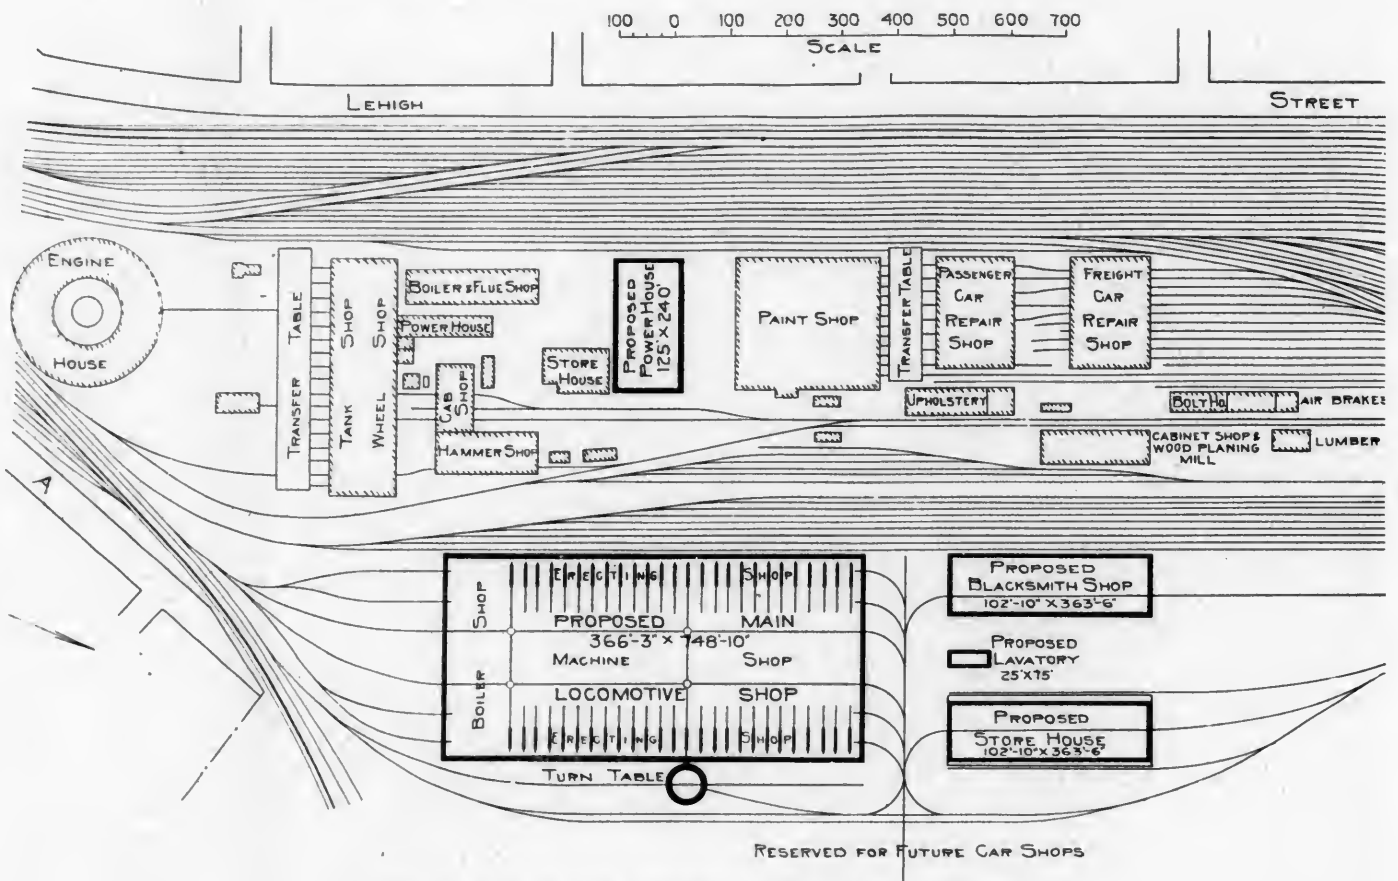 100 0 100 200 300 400 500 600 700
SCALE
LEHIGH STREET
ENGINE
HOUSE
TRANSFER TABLE
TANK SHOP
WHEEL SHOP
BOILER & FLUE SHOP
POWER HOUSE
CAB
SHOP
HAMMER SHOP
STORE
HOUSE
PROPOSED
POWER HOUSE
125' X 240'
PAINT SHOP
TRANSFER TABLE
PASSENGER
CAR
REPAIR
SHOP
FREIGHT
CAR
REPAIR
SHOP
UPHOLSTERY
BOLT HO.
AIR BRAKES
CABINET SHOP &
WOOD PLANING
MILL
LUMBER
A
BOILER SHOP
ERECTING SHOP
PROPOSED MAIN
366'-3" X 748'-10"
MACHINE SHOP
LOCOMOTIVE SHOP
ERECTING SHOP
TURN TABLE
PROPOSED
BLACKSMITH SHOP
102'-10" X 363'-6"
PROPOSED
LAVATORY
25' X 75'
PROPOSED
STORE HOUSE
102'-10" X 363'-6"
RESERVED FOR FUTURE CAR SHOPS